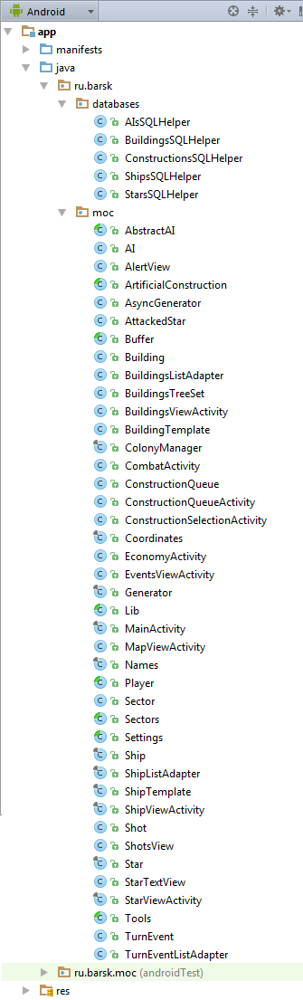 Android
app
manifests
java
ru.barsk
databases
AIsSQLHelper
BuildingsSQLHelper
ConstructionsSQLHelper
ShipsSQLHelper
StarsSQLHelper
moc
AbstractAI
AI
AlertView
ArtificialConstruction
AsyncGenerator
AttackedStar
Buffer
Building
BuildingsListAdapter
BuildingsTreeSet
BuildingsViewActivity
BuildingTemplate
ColonyManager
CombatActivity
ConstructionQueue
ConstructionQueueActivity
ConstructionSelectionActivity
Coordinates
EconomyActivity
EventsViewActivity
Generator
Lib
MainActivity
MapViewActivity
Names
Player
Sector
Sectors
Settings
Ship
ShipListAdapter
ShipTemplate
ShipViewActivity
Shot
ShotsView
Star
StarTextView
StarViewActivity
Tools
TurnEvent
TurnEventListAdapter
ru.barsk.moc (androidTest)
res